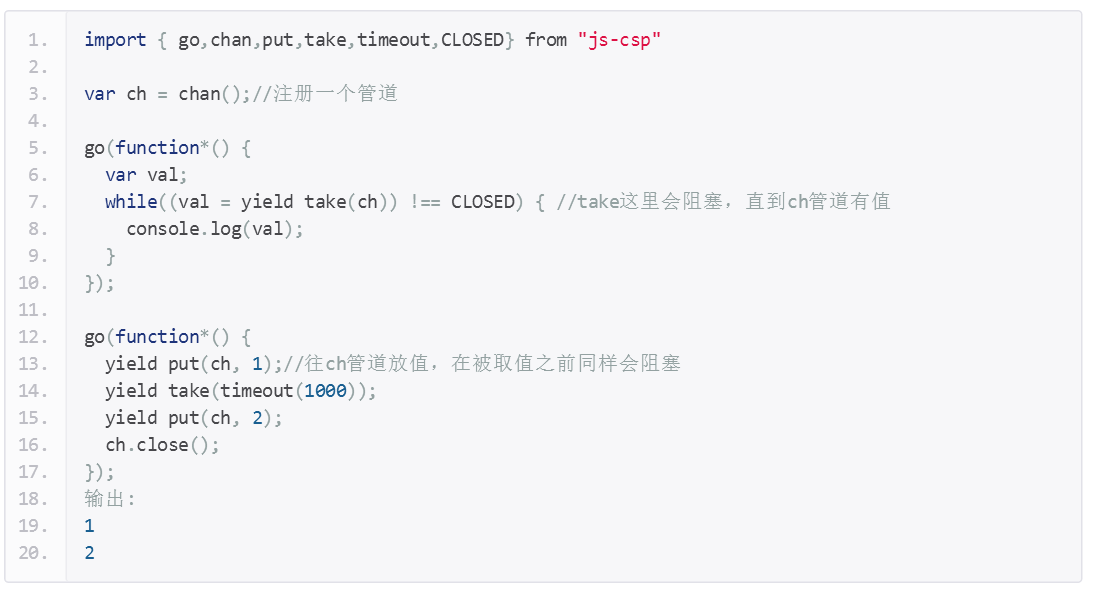 1. import { go,chan,put,take,timeout,CLOSED} from "js-csp"
2.
3. var ch = chan();//注册一个管道
4.
5. go(function*() {
6.   var val;
7.   while((val = yield take(ch)) !== CLOSED) { //take这里会阻塞，直到ch管道有值
8.     console.log(val);
9.   }
10. });
11.
12. go(function*() {
13.   yield put(ch, 1);//往ch管道放值，在被取值之前同样会阻塞
14.   yield take(timeout(1000));
15.   yield put(ch, 2);
16.   ch.close();
17. });
18. 输出:
19. 1
20. 2